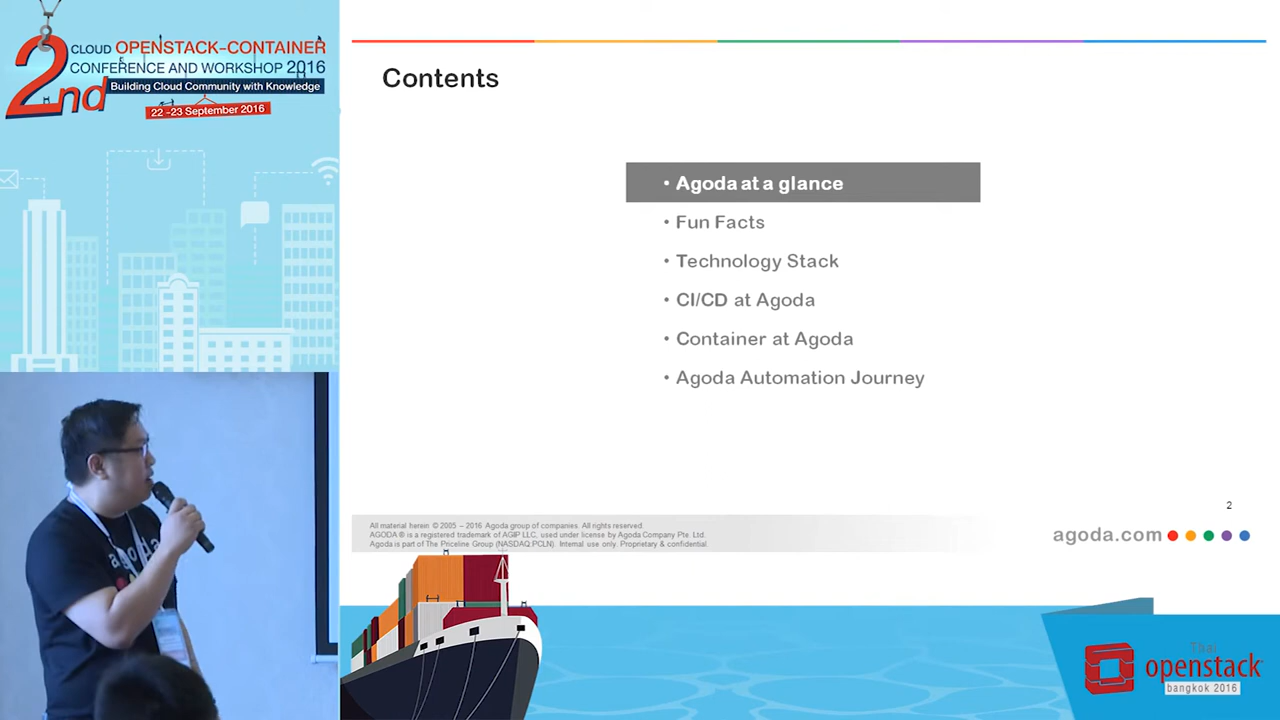 2nd
CLOUD OPENSTACK-CONTAINER
CONFERENCE AND WORKSHOP 2016
Building Cloud Community with Knowledge
22 -23 September 2016
Contents
• Agoda at a glance
• Fun Facts
• Technology Stack
• CI/CD at Agoda
• Container at Agoda
• Agoda Automation Journey
2
All material herein © 2005 – 2016 Agoda group of companies. All rights reserved.
AGODA ® is a registered trademark of AGIP LLC, used under license by Agoda Company Pte. Ltd.
Agoda is part of The Priceline Group (NASDAQ:PCLN). Internal use only. Proprietary & confidential.
agoda.com
agoda
Thai
openstack
bangkok 2016